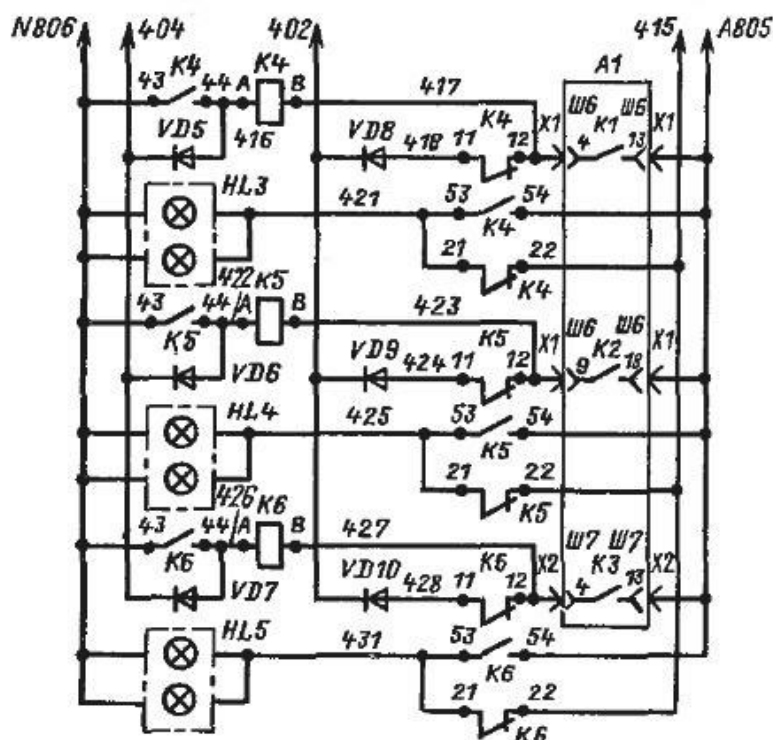 N806 404 402 415 A805
A1
43 K4 44 A K4 B 417
Ш6 Ш6
VD5 416 VD8 418 11 K4 12 X1 4 K1 13 X1
HL3 421 53 54
K4
21 22
K4
422 K5
43 44 A B 423
K5 Ш6 Ш6
K5 VD9 424 11 12 X1 9 K2 18 X1
VD6
HL4 425 53 54
K5
21 22
K5
426 K6
43 44 A B 427
K6 VD10 428 11 K6 12 X2 Ш7 4 K3 Ш7 13 X2
VD7
HL5 431 53 54
K6
21 22
K6